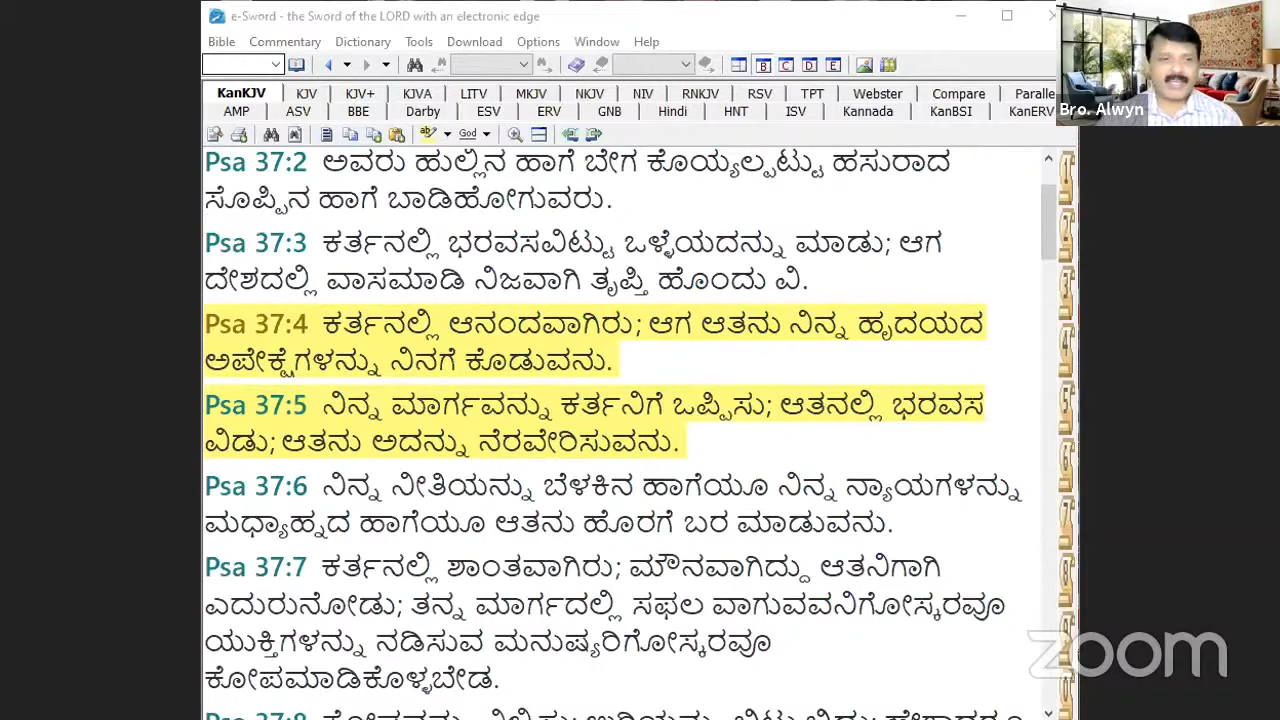 e-Sword - the Sword of the LORD with an electronic edge
Bible Commentary Dictionary Tools Download Options Window Help
B C D E
KanKJV KJV KJV+ KJVA LITV MKJV NKJV NIV RNKJV RSV TPT Webster Compare Paralle
AMP ASV BBE Darby ESV ERV GNB Hindi HNT ISV Kannada KanBSI KanERV
Bro. Alwyn
God
Psa 37:2 ಅವರು ಹುಲ್ಲಿನ ಹಾಗೆ ಬೇಗ ಕೊಯ್ಯಲ್ಪಟ್ಟು ಹಸುರಾದ
ಸೊಪ್ಪಿನ ಹಾಗೆ ಬಾಡಿಹೋಗುವರು.
Psa 37:3 ಕರ್ತನಲ್ಲಿ ಭರವಸವಿಟ್ಟು ಒಳ್ಳೆಯದನ್ನು ಮಾಡು; ಆಗ
ದೇಶದಲ್ಲಿ ವಾಸಮಾಡಿ ನಿಜವಾಗಿ ತೃಪ್ತಿ ಹೊಂದು ವಿ.
Psa 37:4 ಕರ್ತನಲ್ಲಿ ಆನಂದವಾಗಿರು; ಆಗ ಆತನು ನಿನ್ನ ಹೃದಯದ
ಅಪೇಕ್ಷೆಗಳನ್ನು ನಿನಗೆ ಕೊಡುವನು.
Psa 37:5 ನಿನ್ನ ಮಾರ್ಗವನ್ನು ಕರ್ತನಿಗೆ ಒಪ್ಪಿಸು; ಆತನಲ್ಲಿ ಭರವಸ
ವಿಡು; ಆತನು ಅದನ್ನು ನೆರವೇರಿಸುವನು.
Psa 37:6 ನಿನ್ನ ನೀತಿಯನ್ನು ಬೆಳಕಿನ ಹಾಗೆಯೂ ನಿನ್ನ ನ್ಯಾಯಗಳನ್ನು
ಮಧ್ಯಾಹ್ನದ ಹಾಗೆಯೂ ಆತನು ಹೊರಗೆ ಬರ ಮಾಡುವನು.
Psa 37:7 ಕರ್ತನಲ್ಲಿ ಶಾಂತವಾಗಿರು; ಮೌನವಾಗಿದ್ದು ಆತನಿಗಾಗಿ
ಎದುರುನೋಡು; ತನ್ನ ಮಾರ್ಗದಲ್ಲಿ ಸಫಲ ವಾಗುವವನಿಗೋಸ್ಕರವೂ
ಯುಕ್ತಿಗಳನ್ನು ನಡಿಸುವ ಮನುಷ್ಯರಿಗೋಸ್ಕರವೂ
ಕೋಪಮಾಡಿಕೊಳ್ಳಬೇಡ.
Psa 37:8
zoom